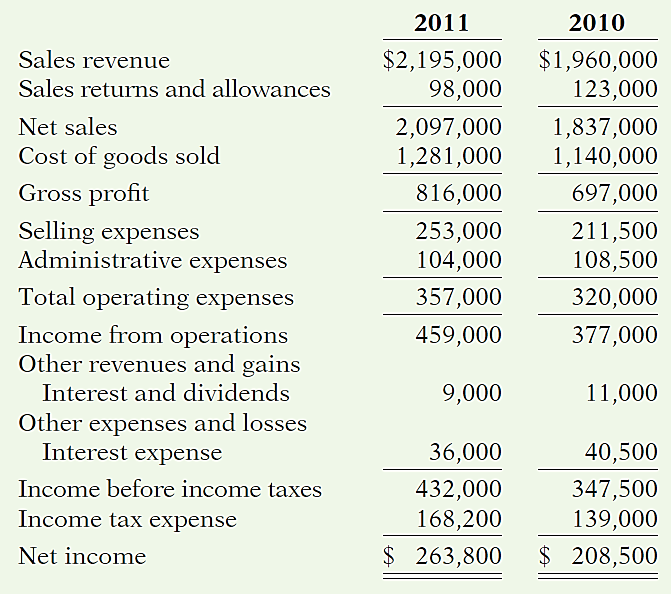 2011 2010
Sales revenue $2,195,000 $1,960,000
Sales returns and allowances 98,000 123,000
Net sales 2,097,000 1,837,000
Cost of goods sold 1,281,000 1,140,000
Gross profit 816,000 697,000
Selling expenses 253,000 211,500
Administrative expenses 104,000 108,500
Total operating expenses 357,000 320,000
Income from operations 459,000 377,000
Other revenues and gains
Interest and dividends 9,000 11,000
Other expenses and losses
Interest expense 36,000 40,500
Income before income taxes 432,000 347,500
Income tax expense 168,200 139,000
Net income $ 263,800 $ 208,500